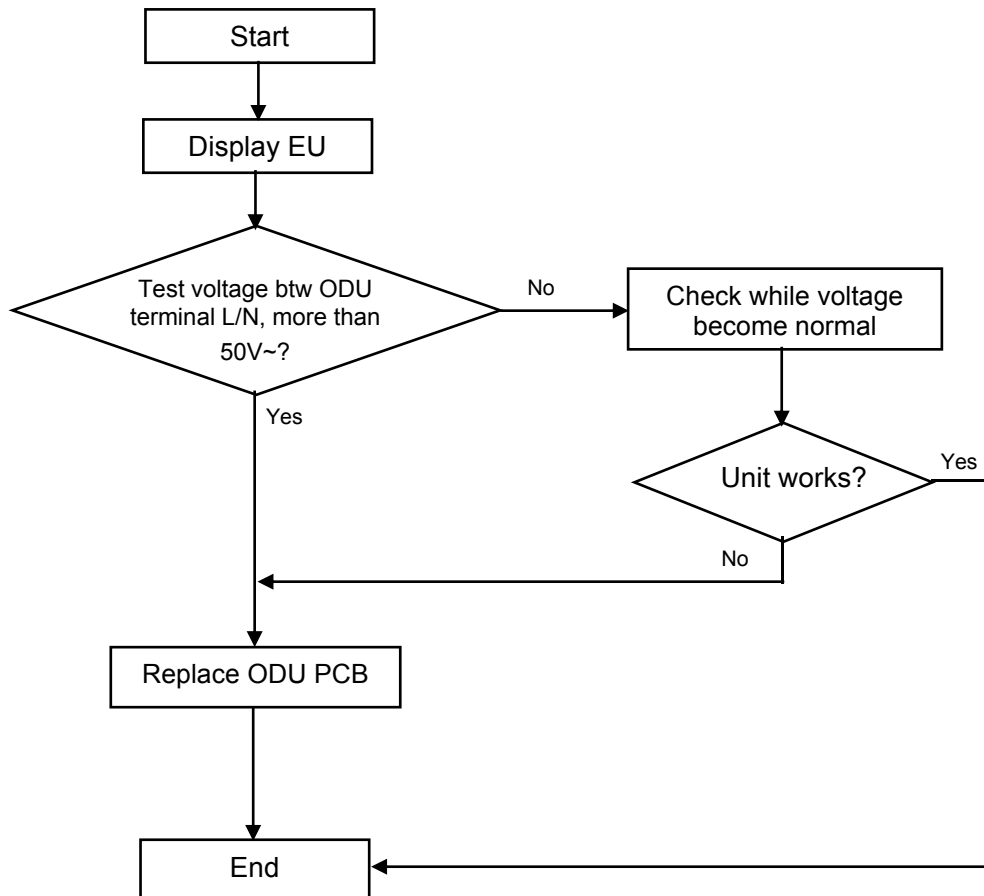 Start
Display EU
Test voltage btw ODU
terminal L/N, more than
50V~?
No
Check while voltage
become normal
Yes
Unit works?
Yes
No
Replace ODU PCB
End